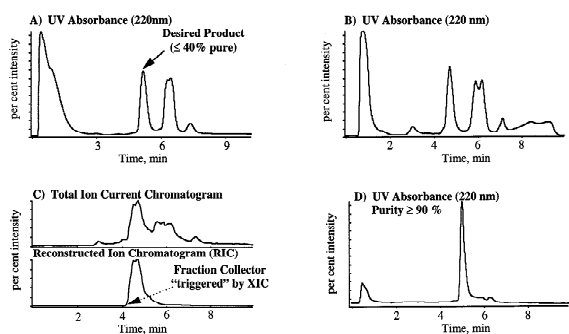 A) UV Absorbance (220nm)
Desired Product
(≤ 40% pure)
per cent intensity
3 6 9
Time, min
B) UV Absorbance (220 nm)
per cent intensity
2 4 6 8
Time, min
C) Total Ion Current Chromatogram
per cent intensity
Reconstructed Ion Chromatogram (RIC)
Fraction Collector
"triggered" by XIC
2 4 6 8
Time, min
D) UV Absorbance (220 nm)
Purity ≥ 90 %
per cent intensity
2 4 6 8
Time, min